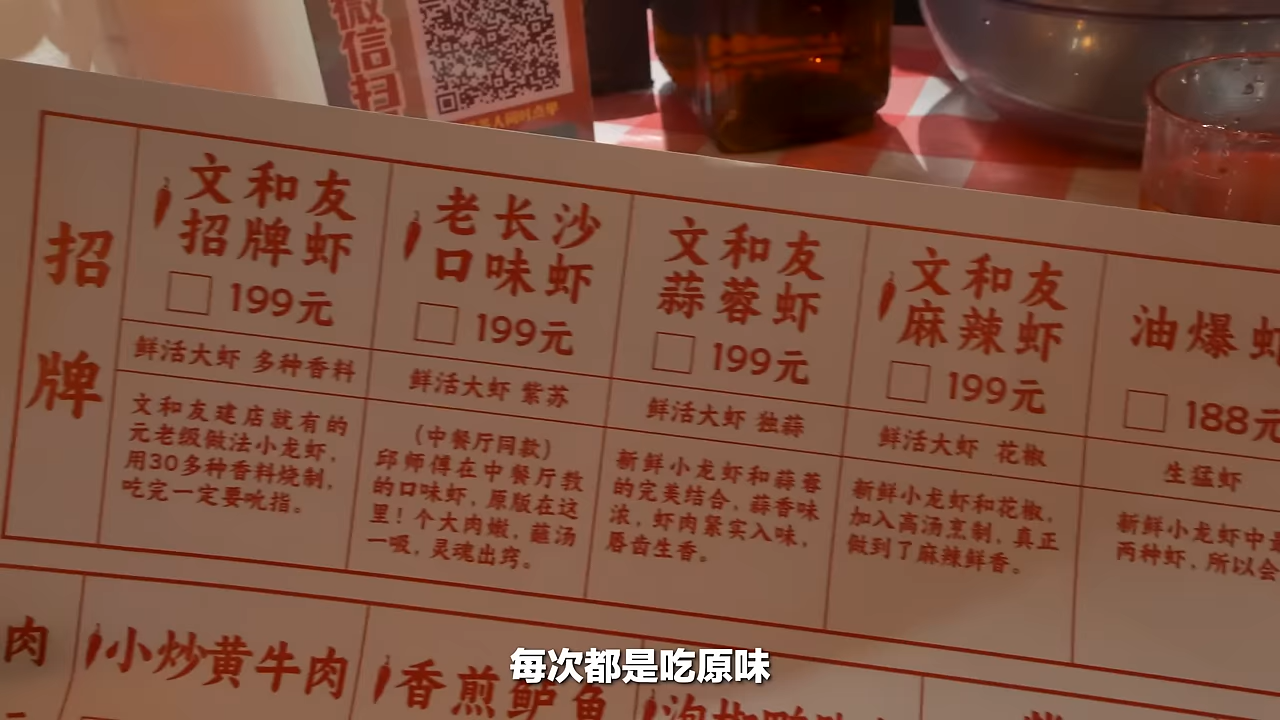 微信扫
招牌
文和友
招牌虾
199元
鲜活大虾 多种香料
文和友建店就有的
元老级做法小龙虾，
用30多种香料烧制，
吃完一定要吮指。
老长沙
口味虾
199元
鲜活大虾 紫苏
（中餐厅同款）
邱师傅在中餐厅教
的口味虾，原版在这
里！个大肉嫩，蘸汤
一吸，灵魂出窍。
文和友
蒜蓉虾
199元
鲜活大虾 独蒜
新鲜小龙虾和蒜蓉
的完美结合，蒜香味
浓，虾肉紧实入味，
唇齿生香。
文和友
麻辣虾
199元
鲜活大虾 花椒
新鲜小龙虾和花椒，
加入高汤烹制，真正
做到了麻辣鲜香。
油爆虾
188元
生猛虾
新鲜小龙虾中
两种虾，所以会
肉
小炒黄牛肉
香煎鲈鱼
每次都是吃原味